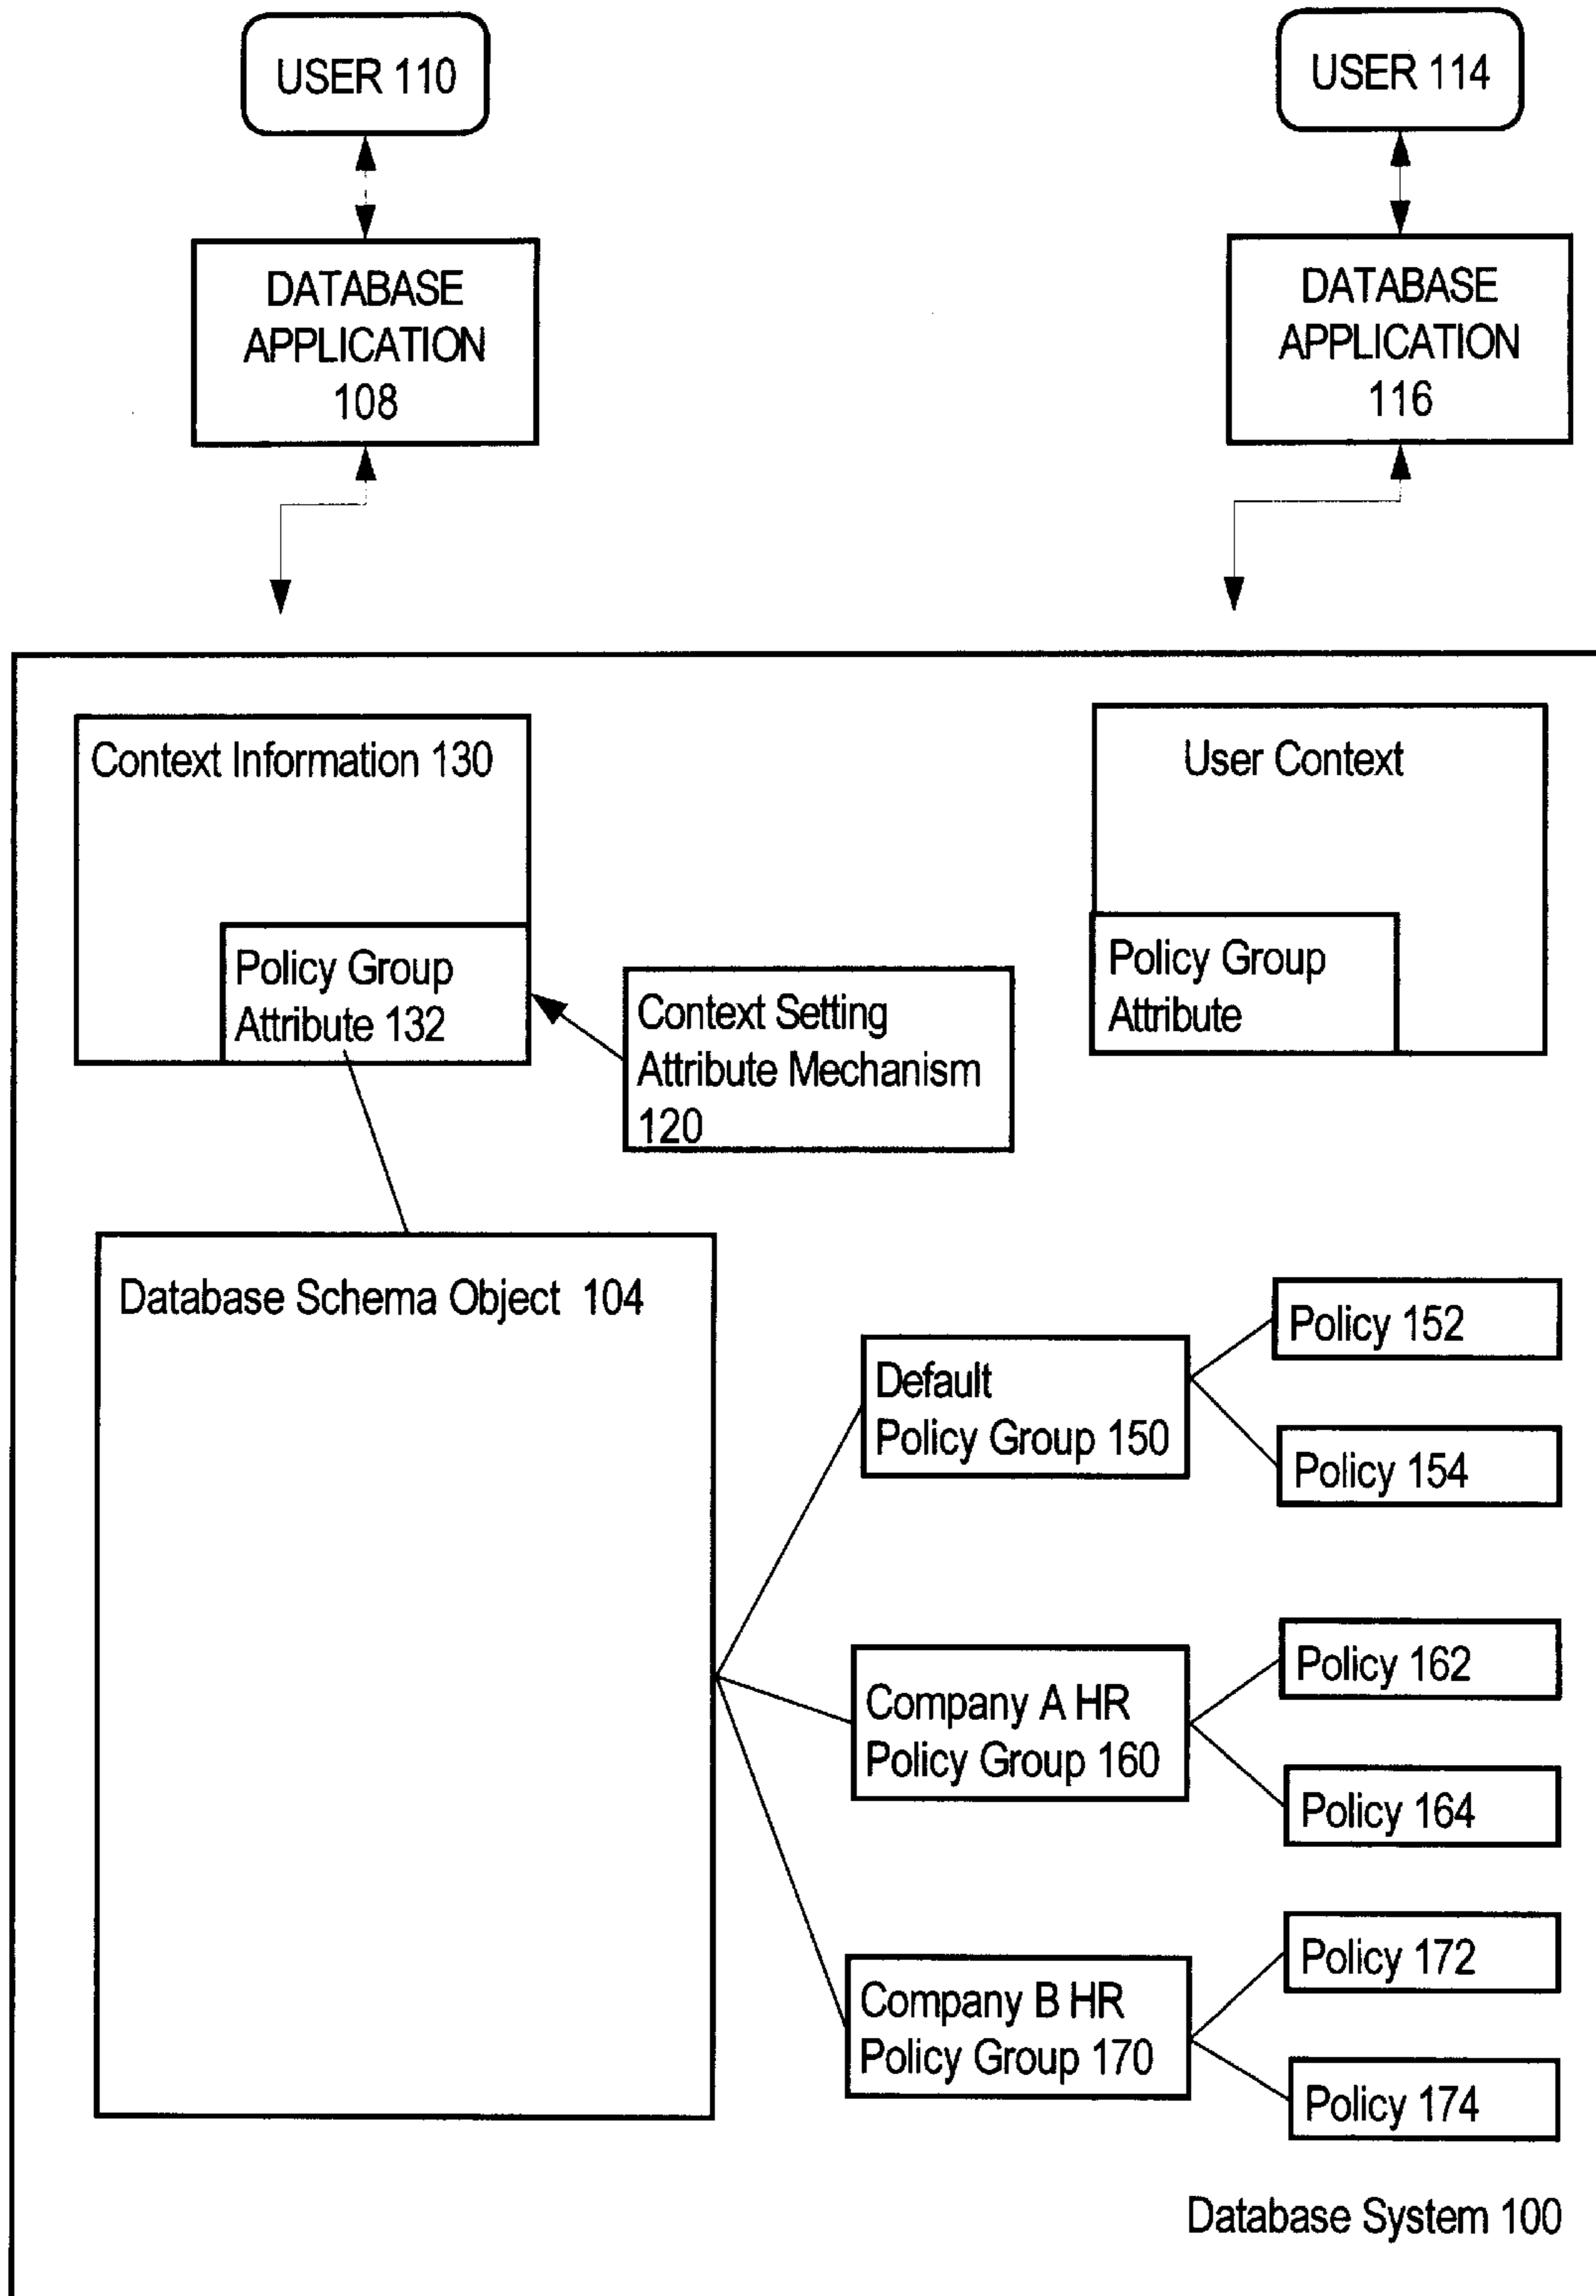 USER 110
USER 114
DATABASE
APPLICATION
108
DATABASE
APPLICATION
116
Context Information 130
User Context
Policy Group
Attribute 132
Context Setting
Attribute Mechanism
120
Policy Group
Attribute
Database Schema Object 104
Default
Policy Group 150
Policy 152
Policy 154
Company A HR
Policy Group 160
Policy 162
Policy 164
Company B HR
Policy Group 170
Policy 172
Policy 174
Database System 100